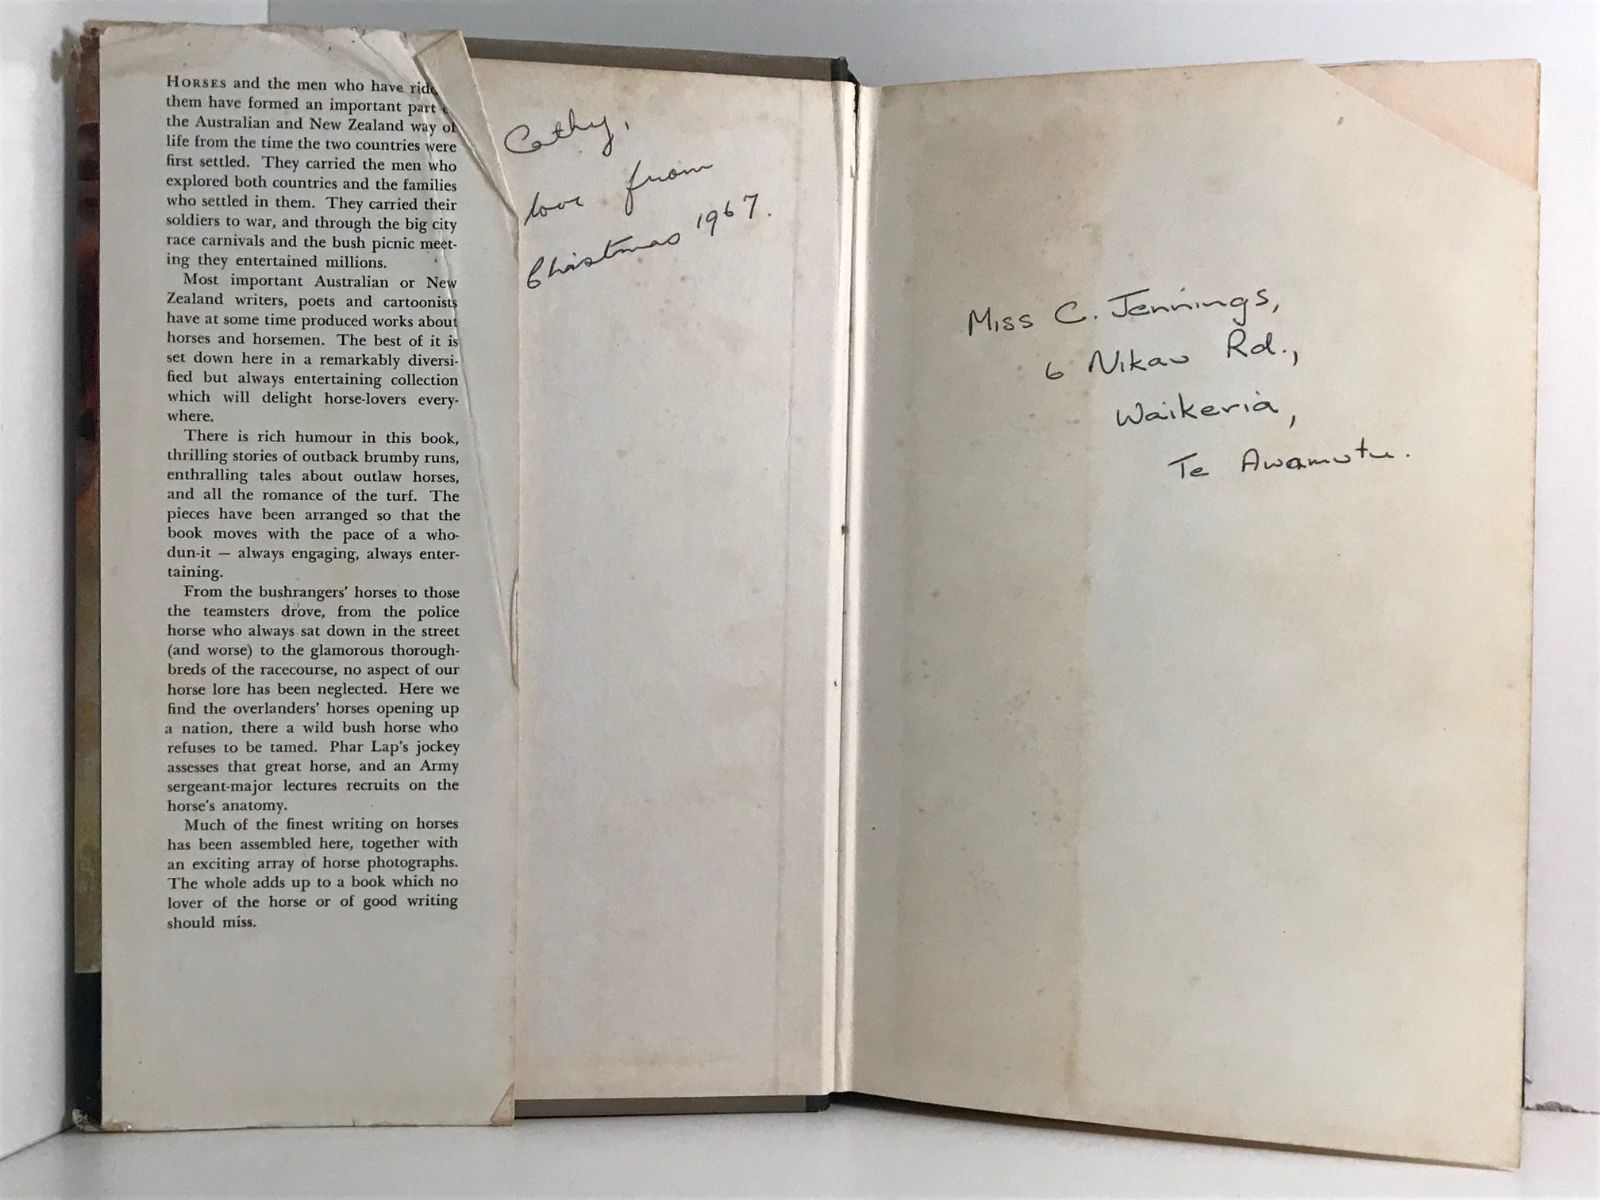 HORSES and the men who have
them have formed an important part
the Australian and New Zealand way of
life from the time the two countries were
first settled. They carried the men who
explored both countries and the families
who settled in them. They carried their
soldiers to war, and through the big city
race carnivals and the bush picnic meet-
ing they entertained millions.
Most important Australian or New
Zealand writers, poets and cartoonists
have at some time produced works about
horses and horsemen. The best of it is
set down here in a remarkably diversi-
fied but always entertaining collection
which will delight horse-lovers every-
where.
There is rich humour in this book,
thrilling stories of outback brumby runs,
enthralling tales about outlaw horses,
and all the romance of the turf. The
pieces have been arranged so that the
book moves with the pace of a who-
dun-it — always engaging, always enter-
taining.
From the bushrangers' horses to those
the teamsters drove, from the police
horse who always sat down in the street
(and worse) to the glamorous thorough-
breds of the racecourse, no aspect of our
horse lore has been neglected. Here we
find the overlanders' horses opening up
a nation, there a wild bush horse who
refuses to be tamed. Phar Lap's jockey
assesses that great horse, and an Army
sergeant-major lectures recruits on the
horse's anatomy.
Much of the finest writing on horses
has been assembled here, together with
an exciting array of horse photographs.
The whole adds up to a book which no
lover of the horse or of good writing
should miss.
Cathy,
love from
Christmas 1967.
Miss C. Jennings,
6 Nikau Rd.,
Waikeria,
Te Awamutu.